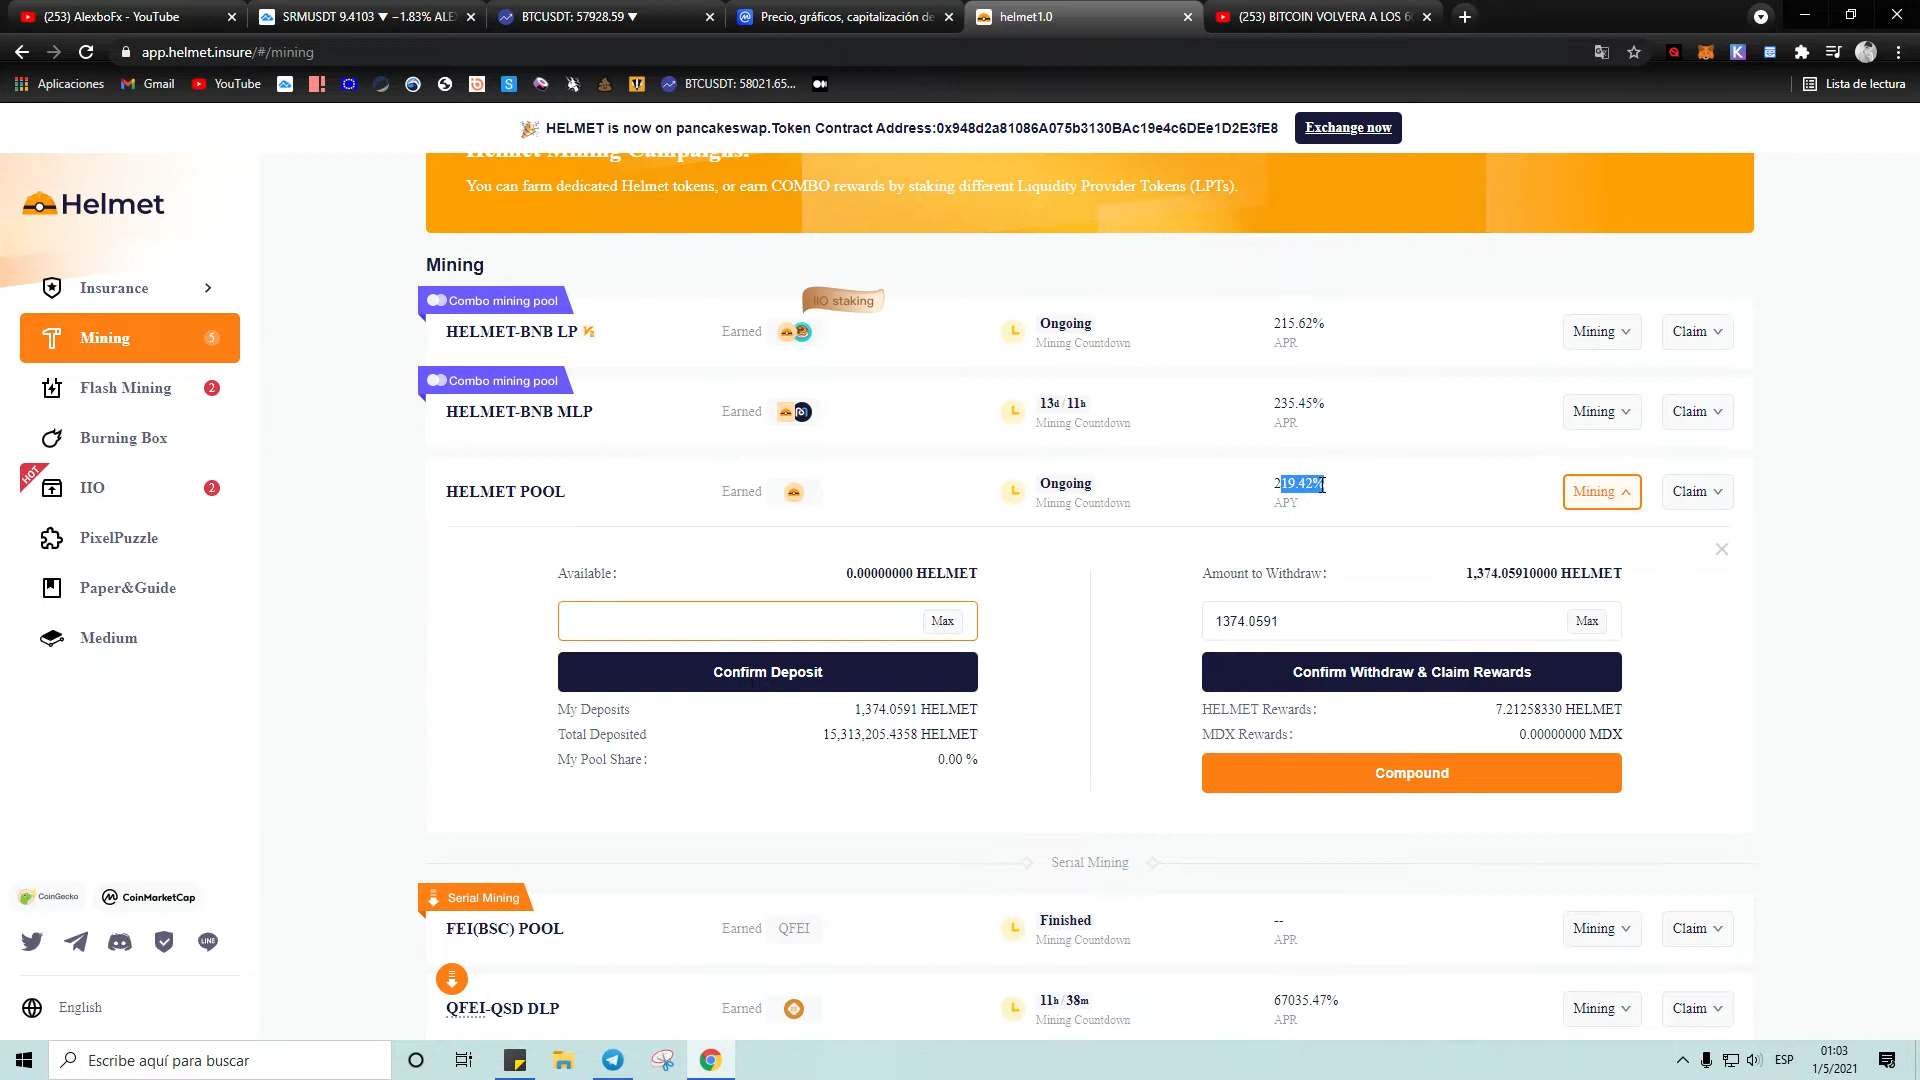 (253) AlexboFx - YouTube
SRMUSDT 9.4103 ▼ −1.83% ALEX
BTCUSDT: 57928.59 ▼
Precio, gráficos, capitalización de
helmet1.0
(253) BITCOIN VOLVERA A LOS 60
app.helmet.insure/#/mining
Aplicaciones
Gmail
YouTube
BTCUSDT: 58021.65...
Lista de lectura
HELMET is now on pancakeswap.Token Contract Address:0x948d2a81086A075b3130BAc19e4c6DEe1D2E3fE8
Exchange now
Helmet Mining Campaigns!
You can farm dedicated Helmet tokens, or earn COMBO rewards by staking different Liquidity Provider Tokens (LPTs).
Helmet
Insurance
Mining 5
Flash Mining 2
Burning Box
HOT
IIO 2
PixelPuzzle
Paper&Guide
Medium
CoinGecko
CoinMarketCap
LINE
English
Mining
Combo mining pool
IIO staking
HELMET-BNB LP V2
Earned
Ongoing
Mining Countdown
215.62%
APR
Mining
Claim
Combo mining pool
HELMET-BNB MLP
Earned
13d / 11h
Mining Countdown
235.45%
APR
Mining
Claim
HELMET POOL
Earned
Ongoing
Mining Countdown
219.42%
APY
Mining
Claim
Available: 0.00000000 HELMET
Max
Confirm Deposit
My Deposits 1,374.0591 HELMET
Total Deposited 15,313,205.4358 HELMET
My Pool Share: 0.00 %
Amount to Withdraw: 1,374.05910000 HELMET
1374.0591 Max
Confirm Withdraw & Claim Rewards
HELMET Rewards: 7.21258330 HELMET
MDX Rewards: 0.00000000 MDX
Compound
Serial Mining
Serial Mining
FEI(BSC) POOL
Earned QFEI
Finished
Mining Countdown
--
APR
Mining
Claim
QFEI-QSD DLP
Earned
11h / 38m
Mining Countdown
67035.47%
APR
Mining
Claim
Escribe aquí para buscar
ESP
01:03
1/5/2021